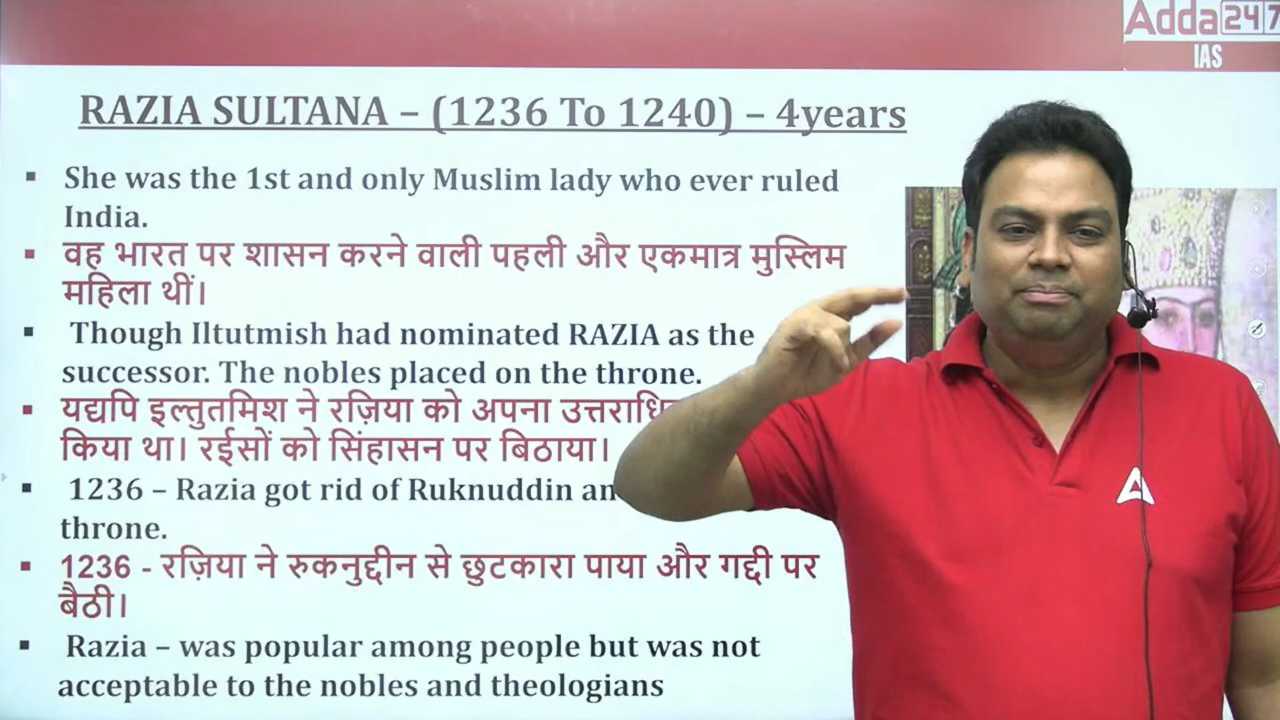 Adda 247
IAS
RAZIA SULTANA – (1236 To 1240) – 4years
▪ She was the 1st and only Muslim lady who ever ruled
India.
▪ वह भारत पर शासन करने वाली पहली और एकमात्र मुस्लिम
महिला थीं।
▪ Though Iltutmish had nominated RAZIA as the
successor. The nobles placed on the throne.
▪ यद्यपि इल्तुतमिश ने रज़िया को अपना
किया था। रईसों को सिंहासन पर बिठाया।
▪ 1236 – Razia got rid of Ruknuddin
throne.
▪ 1236 - रज़िया ने रुकनुद्दीन से छुटकारा पाया और गद्दी पर
बैठी।
▪ Razia – was popular among people but was not
acceptable to the nobles and theologians